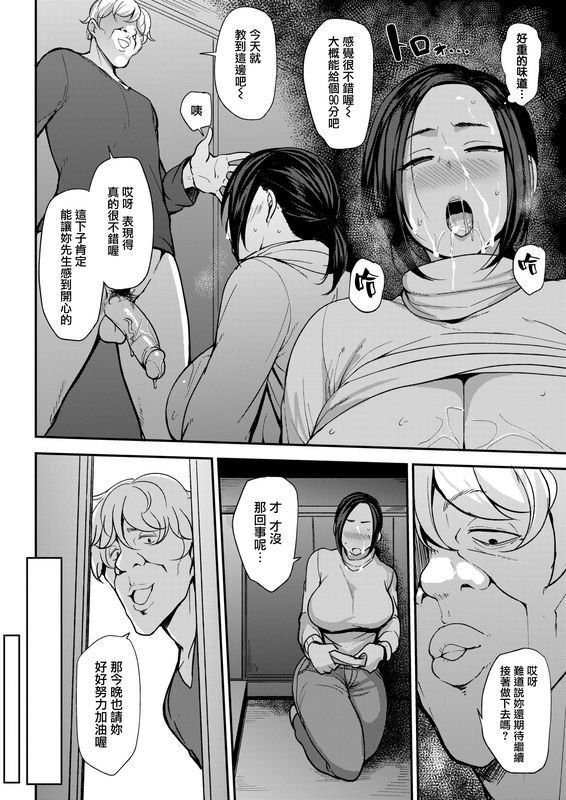 好重的味道…
トロォ…
感覺很不錯喔~
大概能給個90分吧
今天就
教到這邊吧~
咦
哎呀 表現得
真的很不錯喔
這下子肯定
能讓妳先生感到開心的
哈
哈
哎呀
難道說妳還期待繼續
接著做下去嗎?
才 才沒
那回事呢…
那今晚也請妳
好好努力加油喔